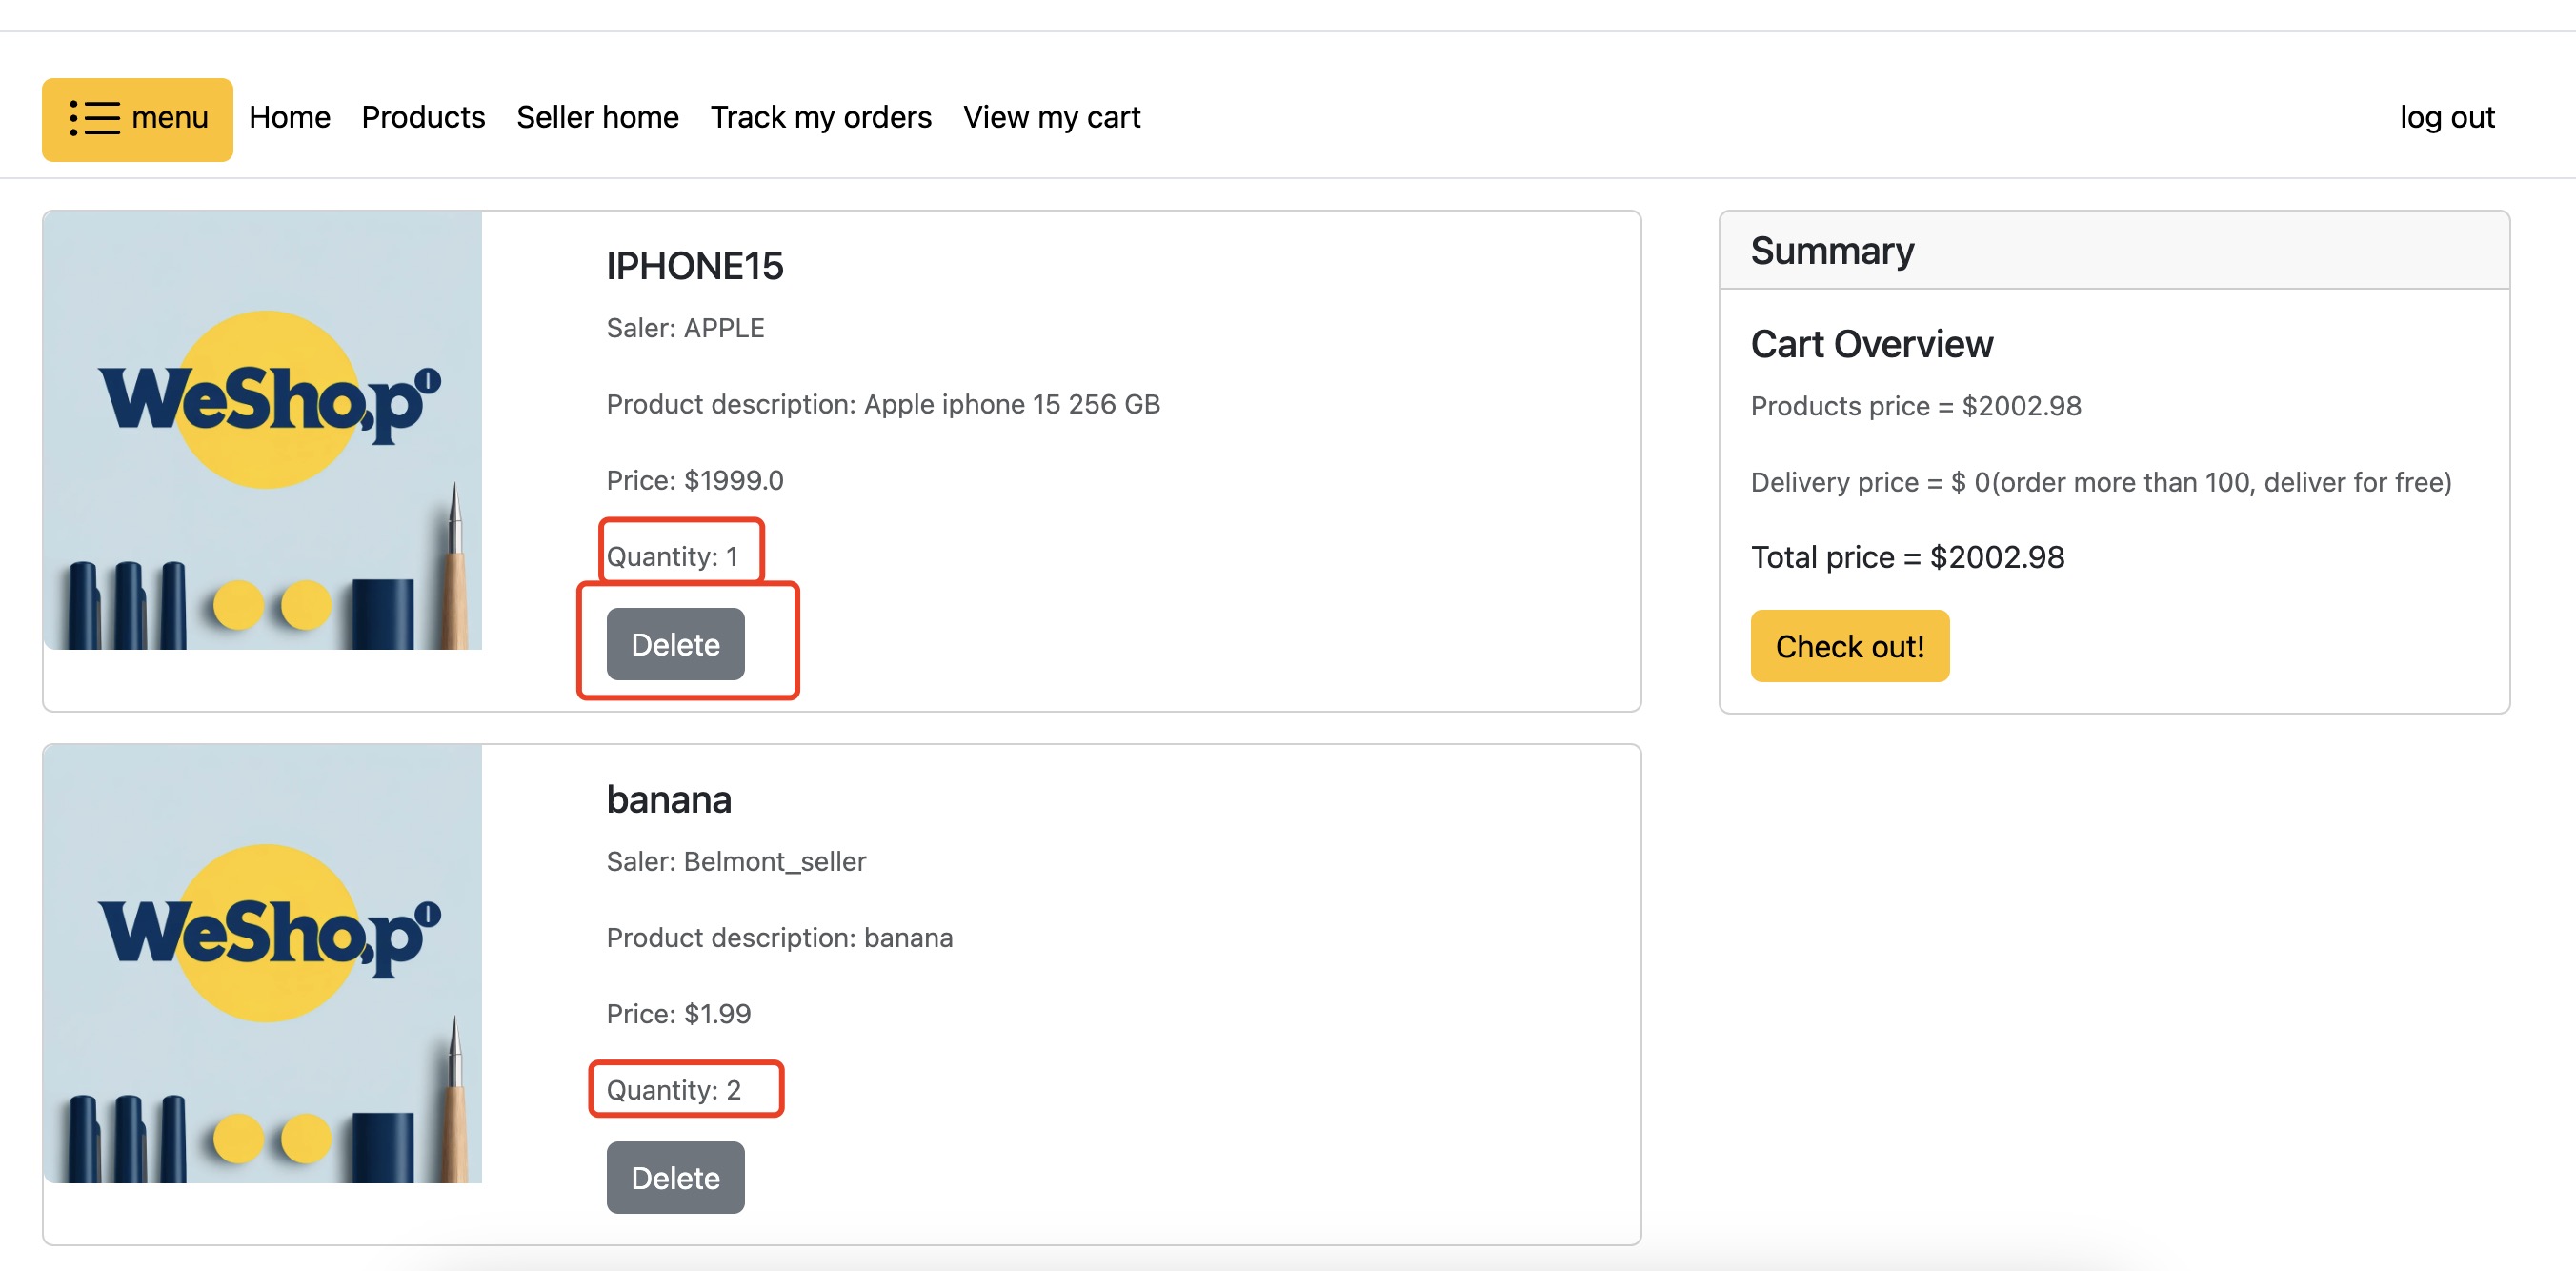 menu Home Products Seller home Track my orders View my cart log out
WeShop
IPHONE15
Saler: APPLE
Product description: Apple iphone 15 256 GB
Price: $1999.0
Quantity: 1
Delete
Summary
Cart Overview
Products price = $2002.98
Delivery price = $ 0(order more than 100, deliver for free)
Total price = $2002.98
Check out!
WeShop
banana
Saler: Belmont_seller
Product description: banana
Price: $1.99
Quantity: 2
Delete